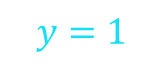 y = 1